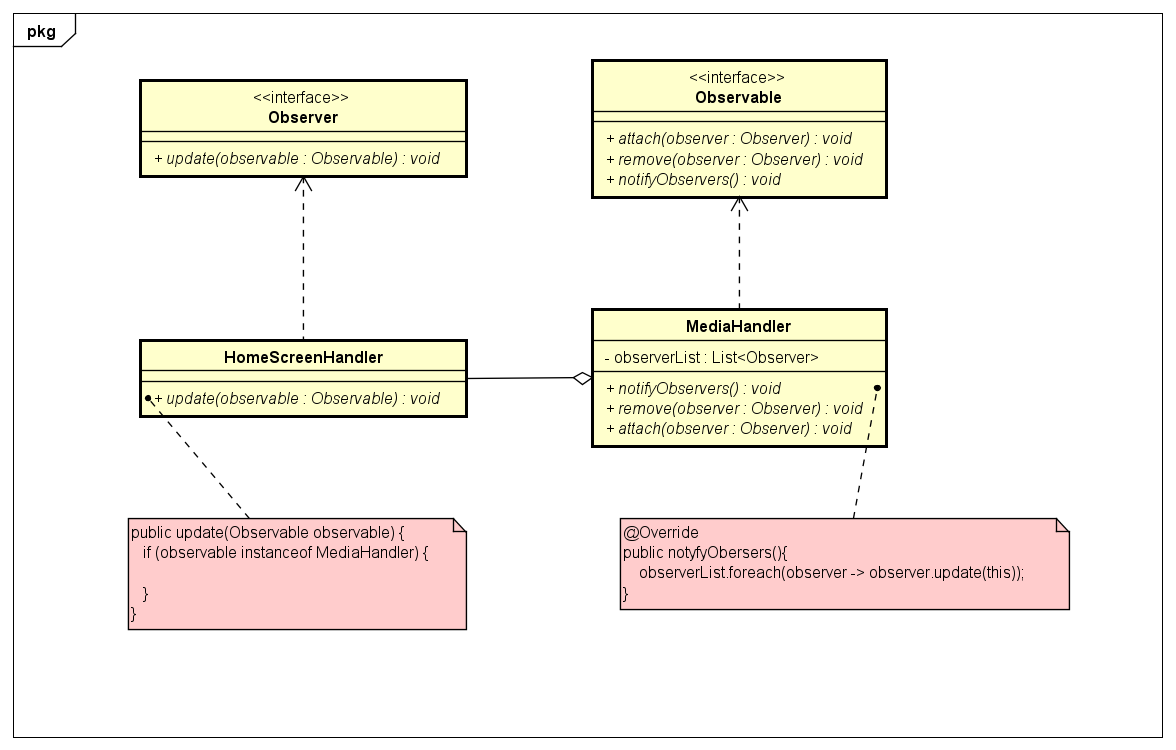 pkg
<<interface>>
Observer
+ update(observable : Observable) : void
<<interface>>
Observable
+ attach(observer : Observer) : void
+ remove(observer : Observer) : void
+ notifyObservers() : void
HomeScreenHandler
+ update(observable : Observable) : void
MediaHandler
- observerList : List<Observer>
+ notifyObservers() : void
+ remove(observer : Observer) : void
+ attach(observer : Observer) : void
public update(Observable observable) {
if (observable instanceof MediaHandler) {
}
}
@Override
public notyfyObersers(){
observerList.foreach(observer -> observer.update(this));
}